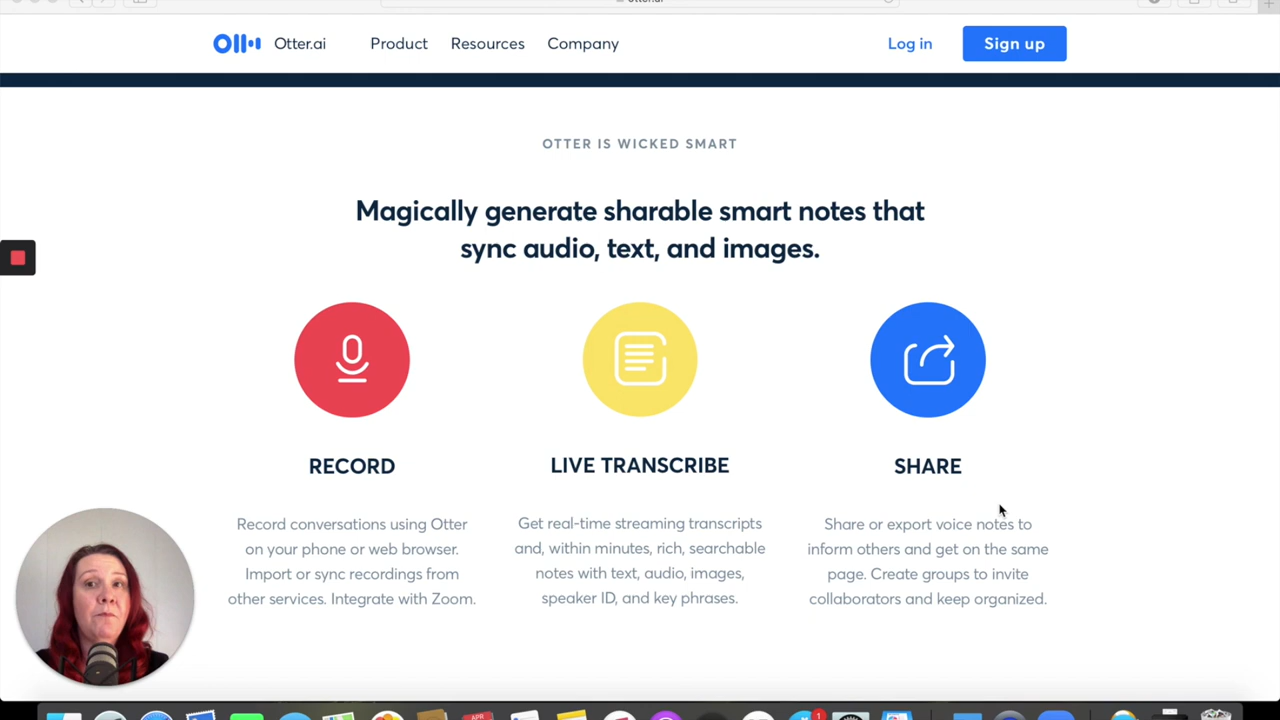 Otter.ai
Product
Resources
Company
Log in
Sign up
OTTER IS WICKED SMART
Magically generate sharable smart notes that
sync audio, text, and images.
RECORD
Record conversations using Otter
on your phone or web browser.
Import or sync recordings from
other services. Integrate with Zoom.
LIVE TRANSCRIBE
Get real-time streaming transcripts
and, within minutes, rich, searchable
notes with text, audio, images,
speaker ID, and key phrases.
SHARE
Share or export voice notes to
inform others and get on the same
page. Create groups to invite
collaborators and keep organized.
APR
1